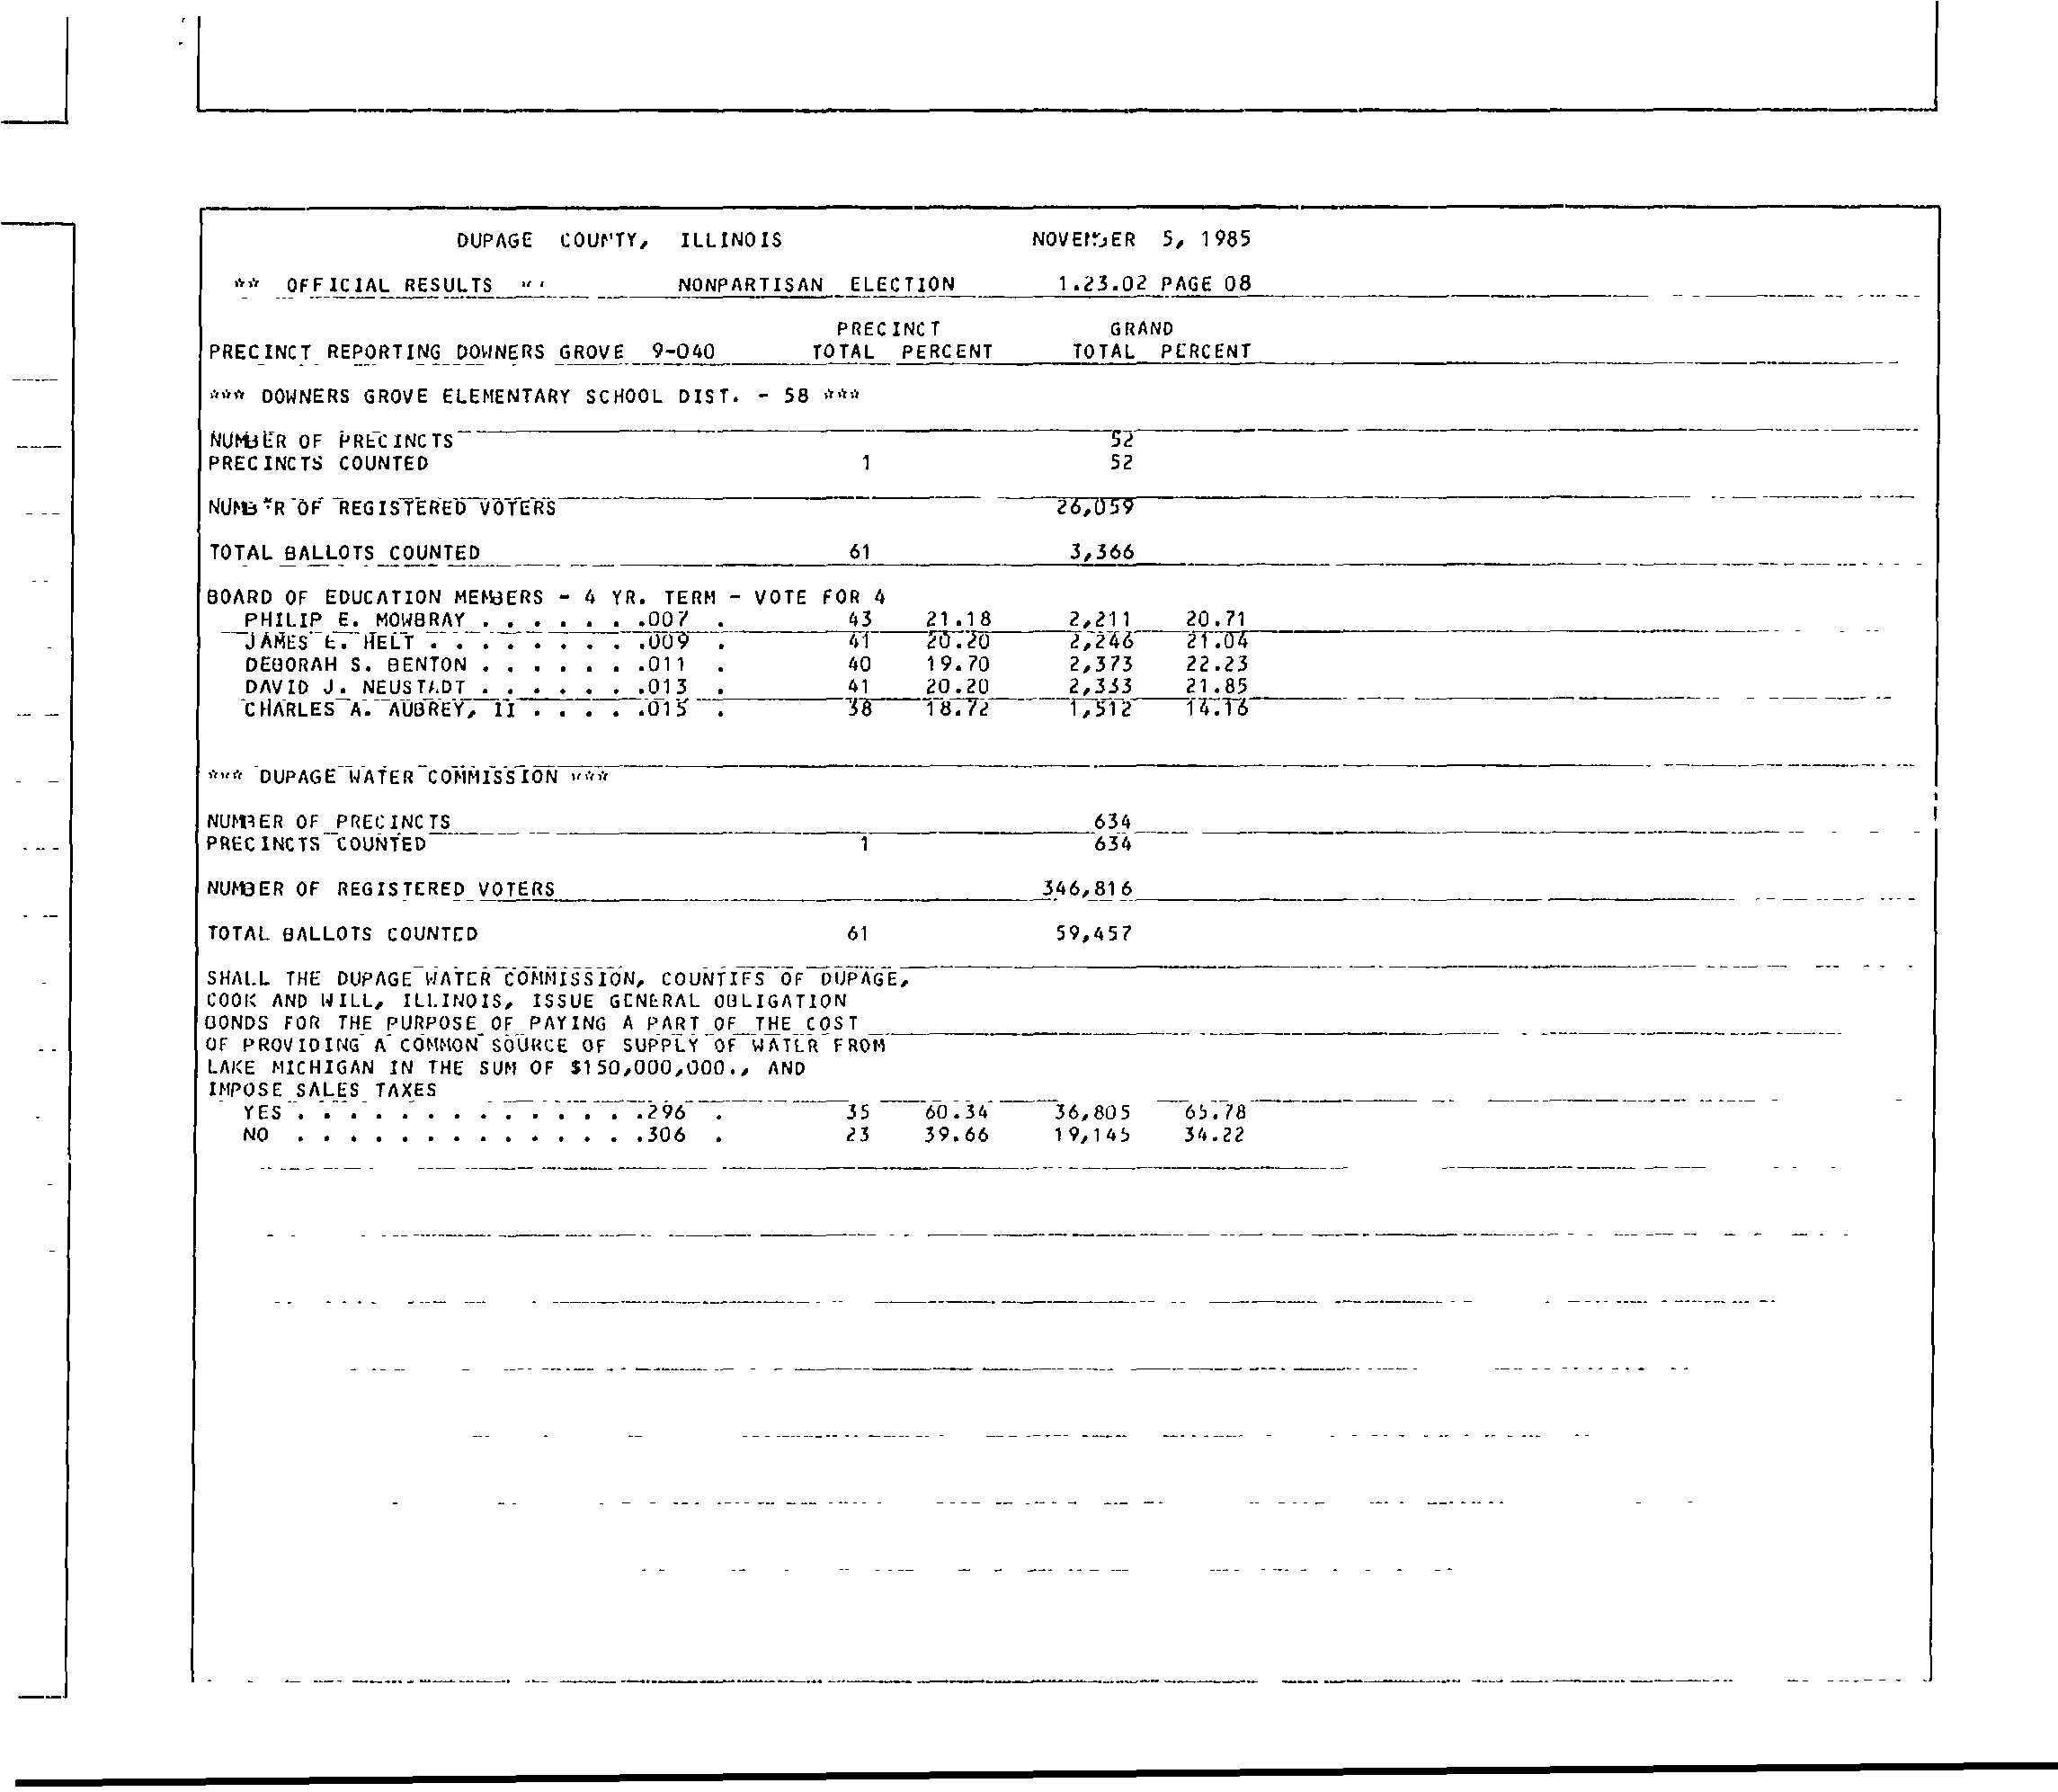 DUPAGE COUNTY, ILLINOIS NOVEMBER 5, 1985
** OFFICIAL RESULTS ** NONPARTISAN ELECTION 1.23.02 PAGE 08
PRECINCT GRAND
PRECINCT REPORTING DOWNERS GROVE 9-040 TOTAL PERCENT TOTAL PERCENT
*** DOWNERS GROVE ELEMENTARY SCHOOL DIST. - 58 ***
NUMBER OF PRECINCTS 52
PRECINCTS COUNTED 1 52
NUMBER OF REGISTERED VOTERS 26,059
TOTAL BALLOTS COUNTED 61 3,366
BOARD OF EDUCATION MEMBERS - 4 YR. TERM - VOTE FOR 4
PHILIP E. MOWBRAY . . . . . . .007 . 43 21.18 2,211 20.71
JAMES E. HELT . . . . . . . . .009 . 41 20.20 2,246 21.04
DEBORAH S. BENTON . . . . . . .011 . 40 19.70 2,373 22.23
DAVID J. NEUSTADT . . . . . . .013 . 41 20.20 2,333 21.85
CHARLES A. AUBREY, II . . . . .015 . 38 18.72 1,512 14.16
*** DUPAGE WATER COMMISSION ***
NUMBER OF PRECINCTS 634
PRECINCTS COUNTED 1 634
NUMBER OF REGISTERED VOTERS 346,816
TOTAL BALLOTS COUNTED 61 59,457
SHALL THE DUPAGE WATER COMMISSION, COUNTIES OF DUPAGE,
COOK AND WILL, ILLINOIS, ISSUE GENERAL OBLIGATION
BONDS FOR THE PURPOSE OF PAYING A PART OF THE COST
OF PROVIDING A COMMON SOURCE OF SUPPLY OF WATER FROM
LAKE MICHIGAN IN THE SUM OF $150,000,000., AND
IMPOSE SALES TAXES
YES . . . . . . . . . . . . . .296 . 35 60.34 36,805 65.78
NO . . . . . . . . . . . . . .306 . 23 39.66 19,145 34.22